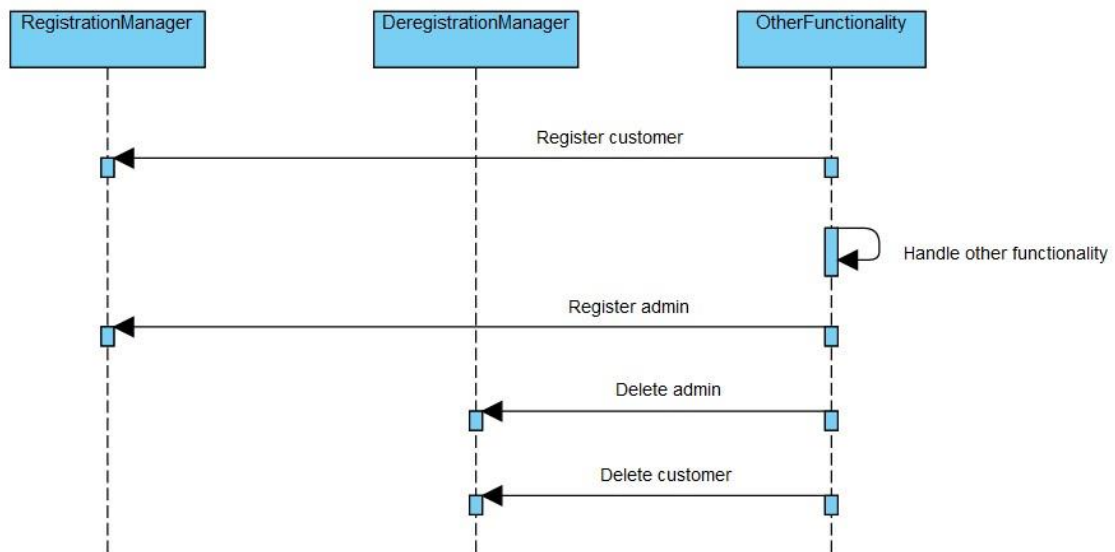 RegistrationManager
DeregistrationManager
OtherFunctionality
Register customer
Handle other functionality
Register admin
Delete admin
Delete customer